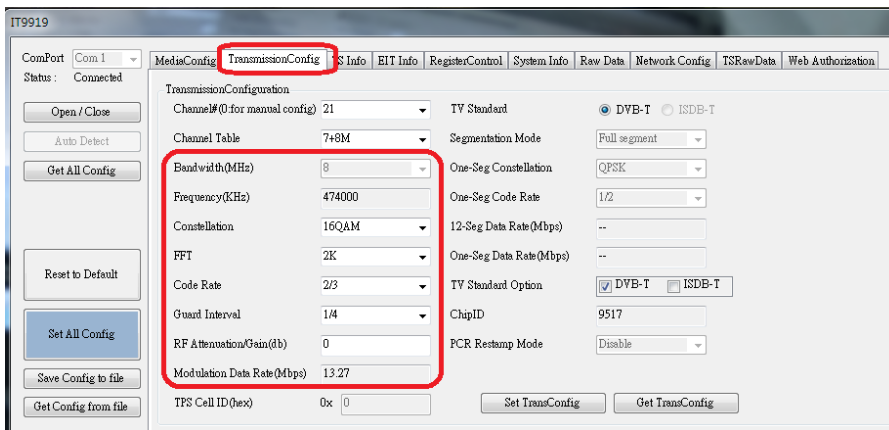 IT9919
ComPort Com 1
Status : Connected
Open / Close
Auto Detect
Get All Config
Reset to Default
Set All Config
Save Config to file
Get Config from file
MediaConfig TransmissionConfig TS Info EIT Info RegisterControl System Info Raw Data Network Config TSRawData Web Authorization
TransmissionConfiguration
Channel#(0:for manual config) 21
Channel Table 7+8M
Bandwidth(MHz) 8
Frequency(KHz) 474000
Constellation 16QAM
FFT 2K
Code Rate 2/3
Guard Interval 1/4
RF Attenuation/Gain(db) 0
Modulation Data Rate(Mbps) 13.27
TPS Cell ID(hex) 0x 0
TV Standard DVB-T ISDB-T
Segmentation Mode Full segment
One-Seg Constellation QPSK
One-Seg Code Rate 1/2
12-Seg Data Rate(Mbps) --
One-Seg Data Rate(Mbps) --
TV Standard Option DVB-T ISDB-T
ChipID 9517
PCR Restamp Mode Disable
Set TransConfig Get TransConfig